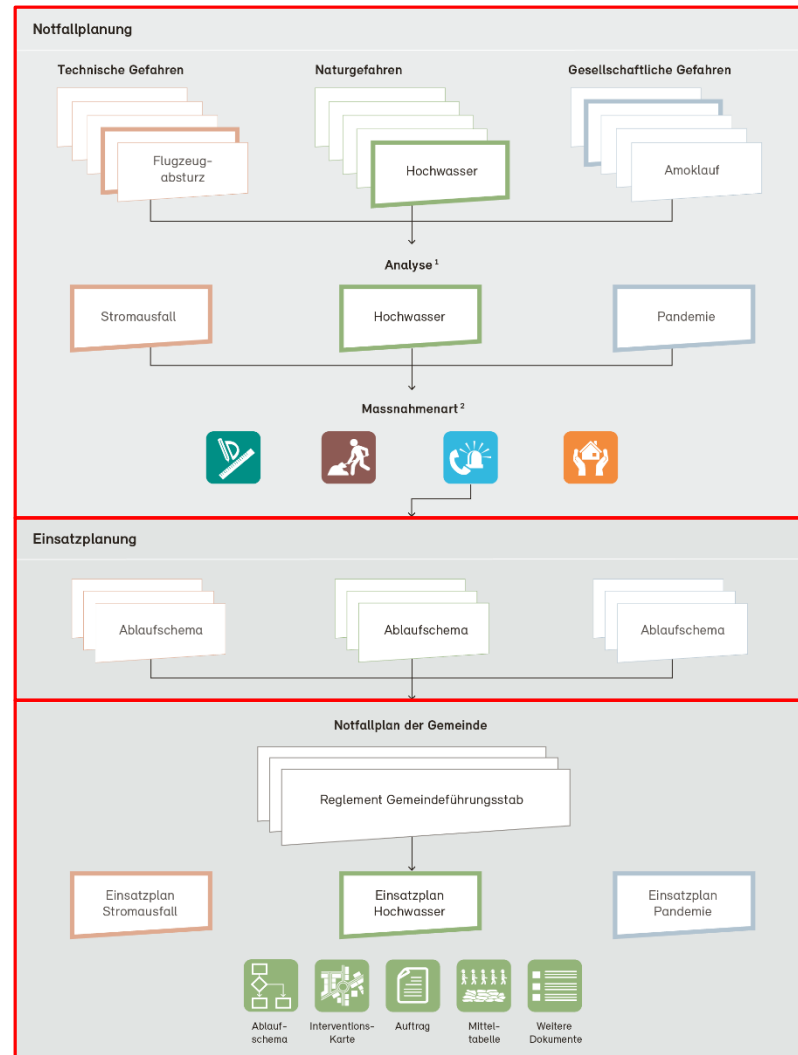 Notfallplanung
Technische Gefahren
Naturgefahren
Gesellschaftliche Gefahren
Flugzeug-
absturz
Hochwasser
Amoklauf
Analyse ¹
Stromausfall
Hochwasser
Pandemie
Massnahmenart ²
Einsatzplanung
Ablaufschema
Ablaufschema
Ablaufschema
Notfallplan der Gemeinde
Reglement Gemeindeführungsstab
Einsatzplan
Stromausfall
Einsatzplan
Hochwasser
Einsatzplan
Pandemie
Ablauf-
schema
Interventions-
Karte
Auftrag
Mittel-
tabelle
Weitere
Dokumente